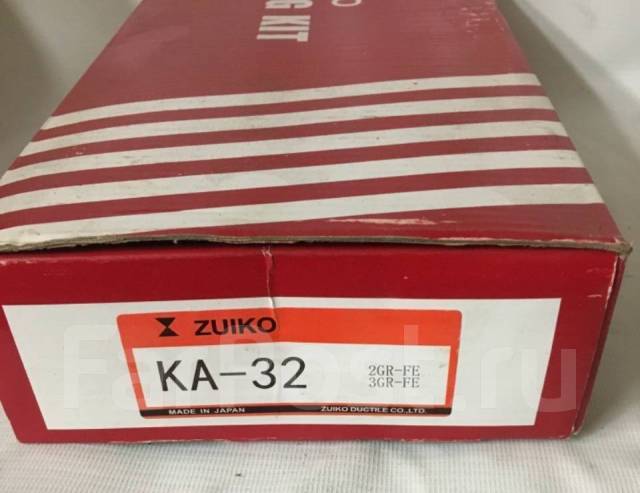 G KIT
ZUIKO
KA-32
2GR-FE
3GR-FE
MADE IN JAPAN
ZUIKO DUCTILE CO.,LTD.
FarPost.ru